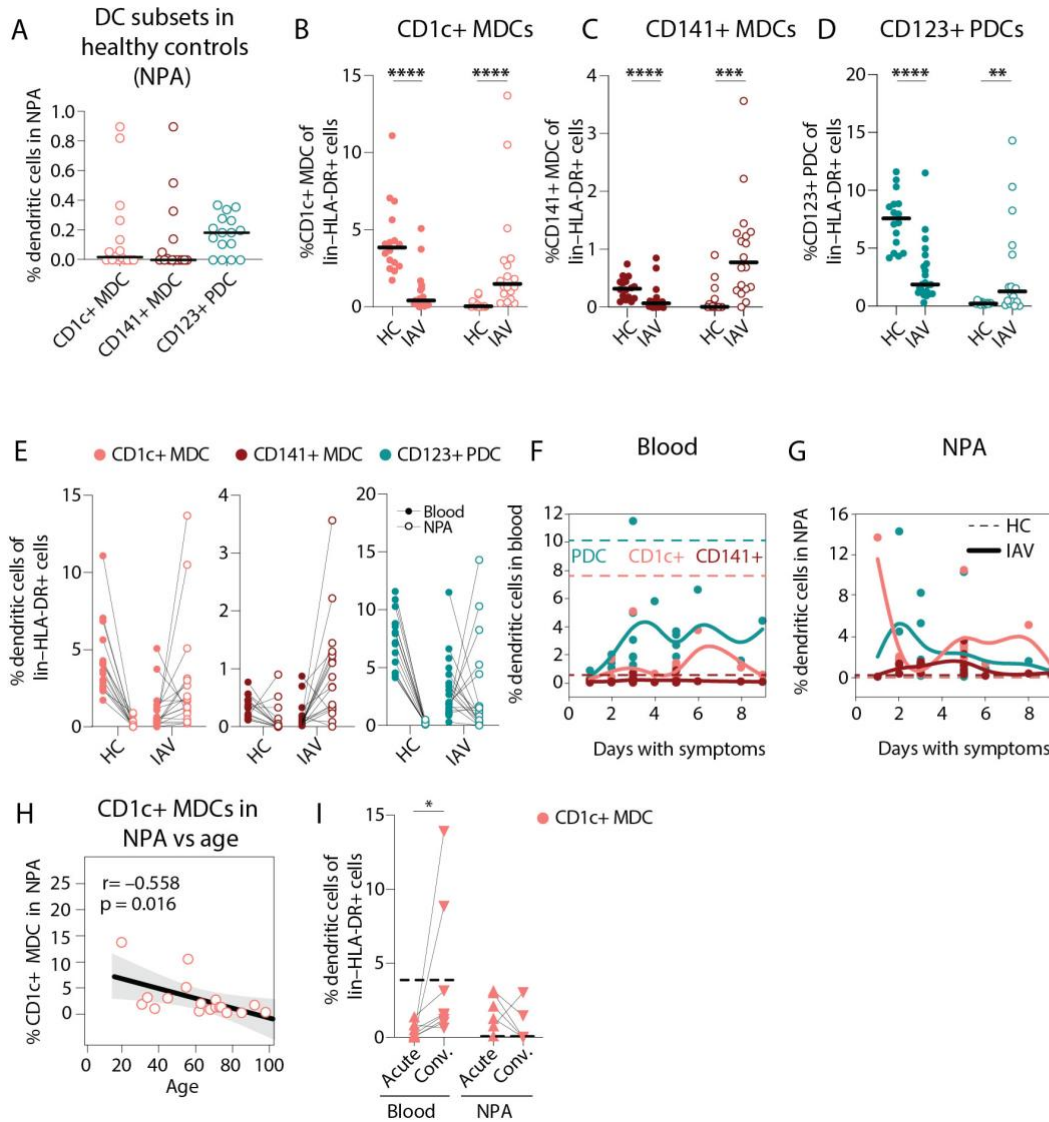 A
DC subsets in
healthy controls
(NPA)
% dendritic cells in NPA
1.0
0.8
0.6
0.4
0.2
0.0
CD1c+ MDC
CD141+ MDC
CD123+ PDC
B
CD1c+ MDCs
%CD1c+ MDC of
lin–HLA-DR+ cells
15
10
5
0
**** ****
HC IAV HC IAV
C
CD141+ MDCs
%CD141+ MDC of
lin–HLA-DR+ cells
4
3
2
1
0
**** ***
HC IAV HC IAV
D
CD123+ PDCs
%CD123+ PDC of
lin–HLA-DR+ cells
20
15
10
5
0
**** **
HC IAV HC IAV
E
CD1c+ MDC CD141+ MDC CD123+ PDC
% dendritic cells of
lin–HLA-DR+ cells
15
10
5
0
HC IAV
4
3
2
1
0
HC IAV
20
15
10
5
0
Blood
NPA
HC IAV
F
Blood
% dendritic cells in blood
12
10
8
6
4
2
0
PDC CD1c+ CD141+
0 2 4 6 8
Days with symptoms
G
NPA
% dendritic cells in NPA
16
12
8
4
0
HC
IAV
0 2 4 6 8
Days with symptoms
H
CD1c+ MDCs in
NPA vs age
% CD1c+ MDC in NPA
25
20
15
10
5
0
r= –0.558
p = 0.016
0 20 40 60 80 100
Age
I
CD1c+ MDC
% dendritic cells of
lin–HLA-DR+ cells
15
10
5
0
*
Acute Conv. Acute Conv.
Blood NPA